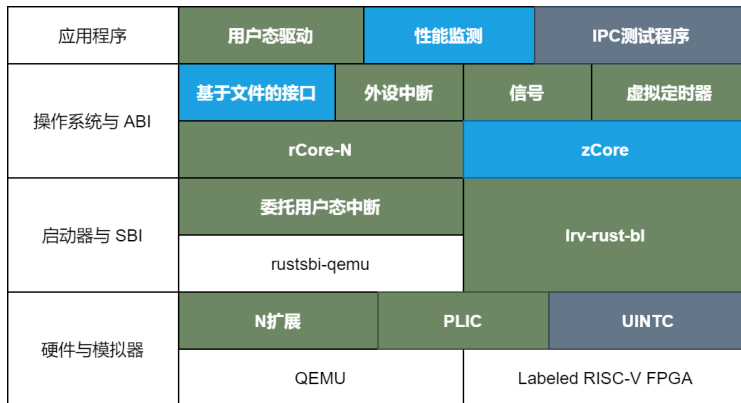 应用程序
用户态驱动
性能监测
IPC测试程序
操作系统与 ABI
基于文件的接口
外设中断
信号
虚拟定时器
rCore-N
zCore
启动器与 SBI
委托用户态中断
lrv-rust-bl
rustsbi-qemu
硬件与模拟器
N扩展
PLIC
UINTC
QEMU
Labeled RISC-V FPGA